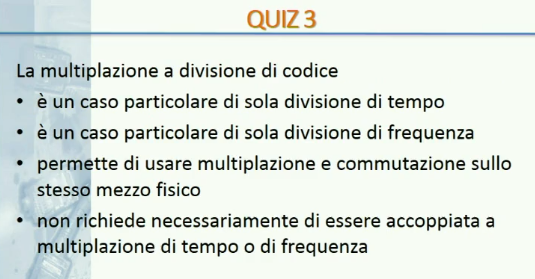 QUIZ 3
La multiplazione a divisione di codice
• è un caso particolare di sola divisione di tempo
• è un caso particolare di sola divisione di frequenza
• permette di usare multiplazione e commutazione sullo
stesso mezzo fisico
• non richiede necessariamente di essere accoppiata a
multiplazione di tempo o di frequenza